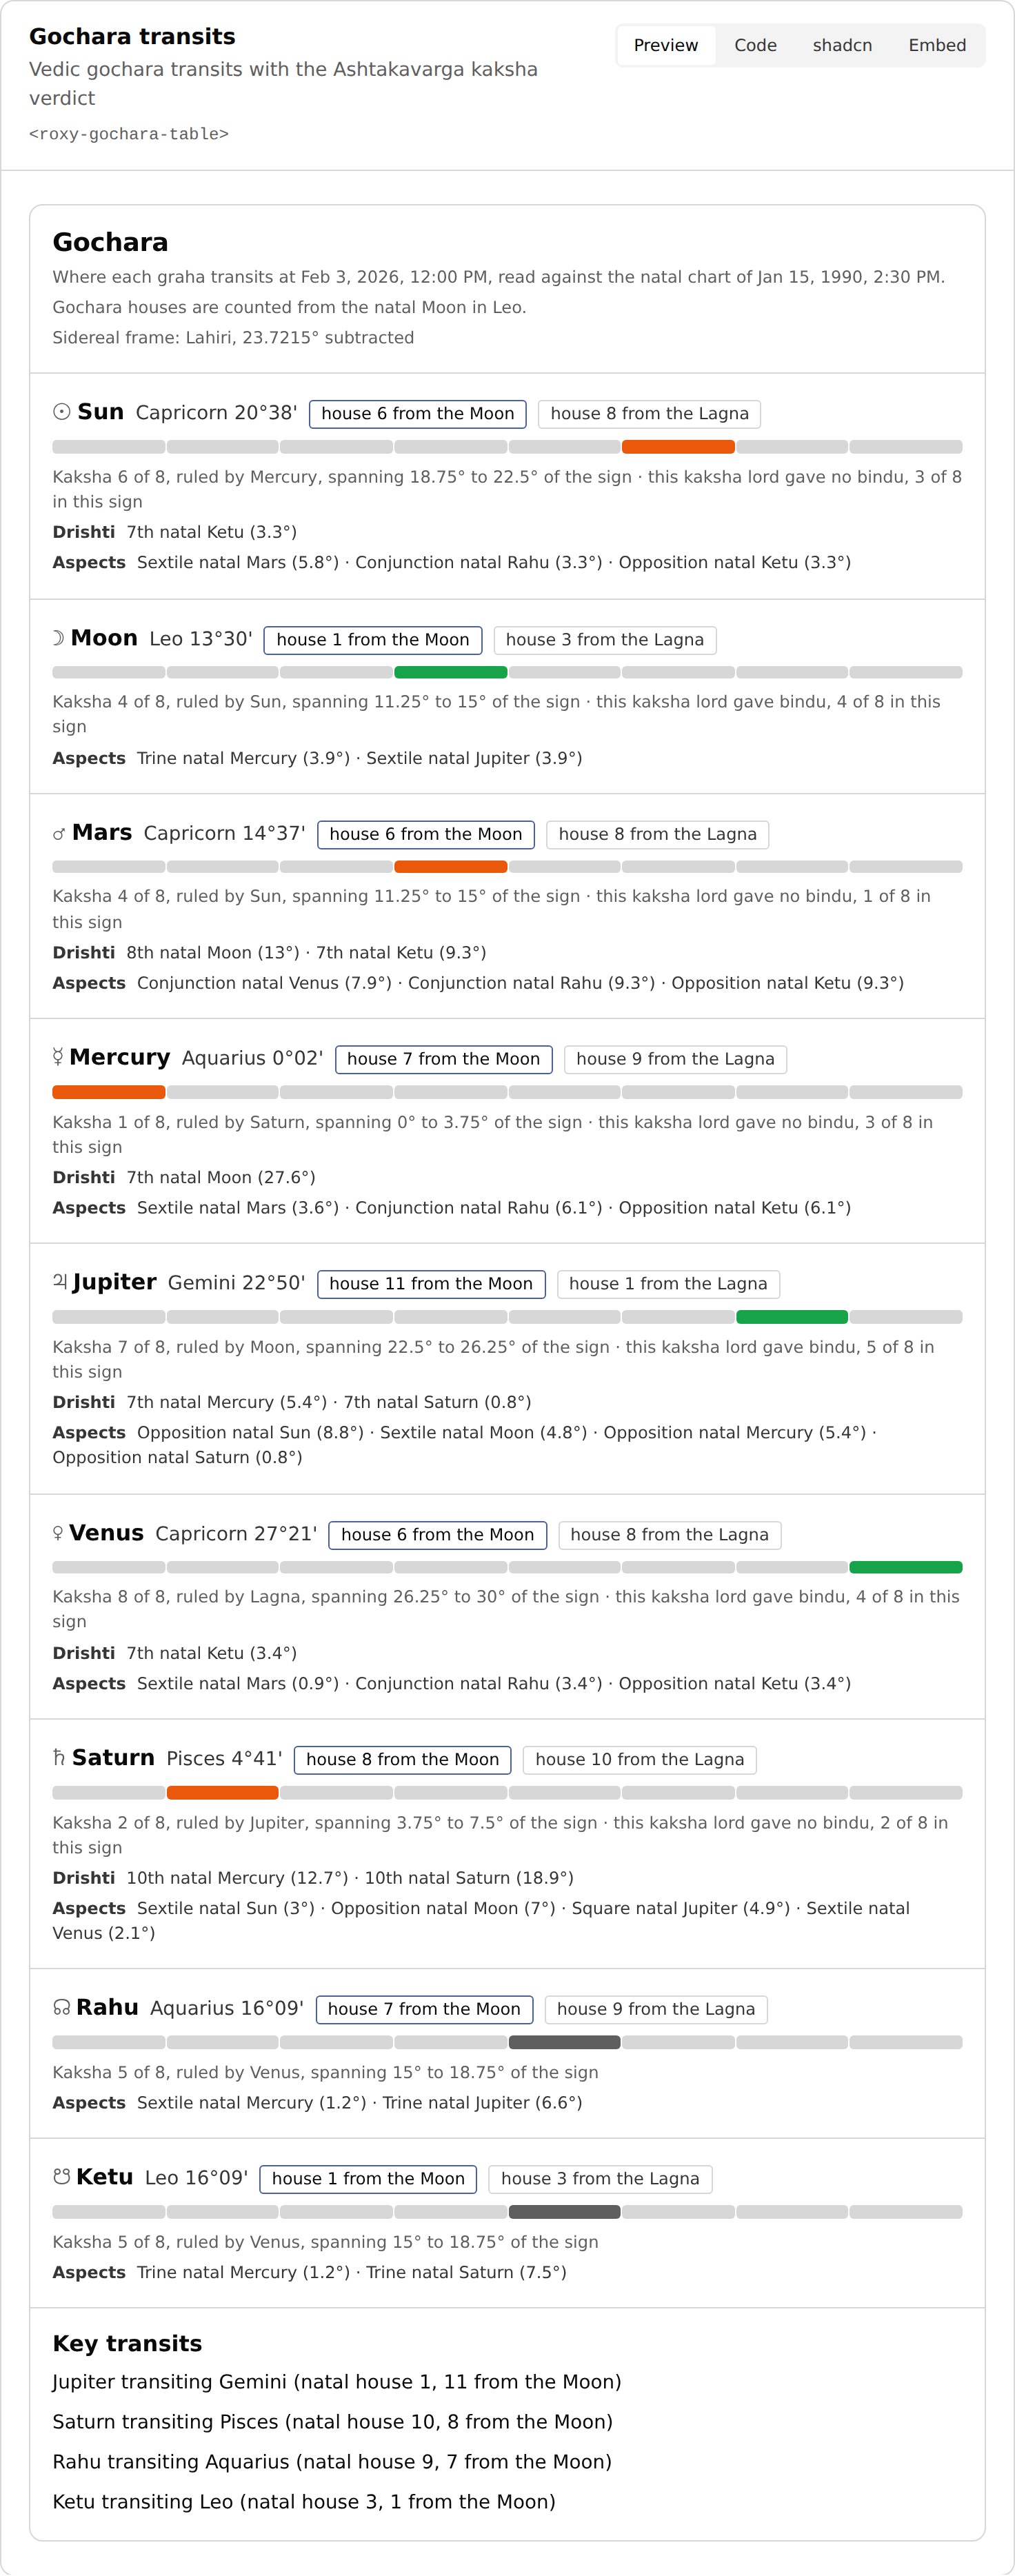 Gochara transits
Preview Code shadcn Embed
Vedic gochara transits with the Ashtakavarga kaksha
verdict
<roxy-gochara-table>
Gochara
Where each graha transits at Feb 3, 2026, 12:00 PM, read against the natal chart of Jan 15, 1990, 2:30 PM.
Gochara houses are counted from the natal Moon in Leo.
Sidereal frame: Lahiri, 23.7215° subtracted
☉ Sun Capricorn 20°38' house 6 from the Moon house 8 from the Lagna
Kaksha 6 of 8, ruled by Mercury, spanning 18.75° to 22.5° of the sign · this kaksha lord gave no bindu, 3 of 8
in this sign
Drishti 7th natal Ketu (3.3°)
Aspects Sextile natal Mars (5.8°) · Conjunction natal Rahu (3.3°) · Opposition natal Ketu (3.3°)
☽ Moon Leo 13°30' house 1 from the Moon house 3 from the Lagna
Kaksha 4 of 8, ruled by Sun, spanning 11.25° to 15° of the sign · this kaksha lord gave bindu, 4 of 8 in this
sign
Aspects Trine natal Mercury (3.9°) · Sextile natal Jupiter (3.9°)
♂ Mars Capricorn 14°37' house 6 from the Moon house 8 from the Lagna
Kaksha 4 of 8, ruled by Sun, spanning 11.25° to 15° of the sign · this kaksha lord gave no bindu, 1 of 8 in
this sign
Drishti 8th natal Moon (13°) · 7th natal Ketu (9.3°)
Aspects Conjunction natal Venus (7.9°) · Conjunction natal Rahu (9.3°) · Opposition natal Ketu (9.3°)
☿ Mercury Aquarius 0°02' house 7 from the Moon house 9 from the Lagna
Kaksha 1 of 8, ruled by Saturn, spanning 0° to 3.75° of the sign · this kaksha lord gave no bindu, 3 of 8 in
this sign
Drishti 7th natal Moon (27.6°)
Aspects Sextile natal Mars (3.6°) · Conjunction natal Rahu (6.1°) · Opposition natal Ketu (6.1°)
♃ Jupiter Gemini 22°50' house 11 from the Moon house 1 from the Lagna
Kaksha 7 of 8, ruled by Moon, spanning 22.5° to 26.25° of the sign · this kaksha lord gave bindu, 5 of 8 in
this sign
Drishti 7th natal Mercury (5.4°) · 7th natal Saturn (0.8°)
Aspects Opposition natal Sun (8.8°) · Sextile natal Moon (4.8°) · Opposition natal Mercury (5.4°) ·
Opposition natal Saturn (0.8°)
♀ Venus Capricorn 27°21' house 6 from the Moon house 8 from the Lagna
Kaksha 8 of 8, ruled by Lagna, spanning 26.25° to 30° of the sign · this kaksha lord gave bindu, 4 of 8 in this
sign
Drishti 7th natal Ketu (3.4°)
Aspects Sextile natal Mars (0.9°) · Conjunction natal Rahu (3.4°) · Opposition natal Ketu (3.4°)
♄ Saturn Pisces 4°41' house 8 from the Moon house 10 from the Lagna
Kaksha 2 of 8, ruled by Jupiter, spanning 3.75° to 7.5° of the sign · this kaksha lord gave no bindu, 2 of 8 in
this sign
Drishti 10th natal Mercury (12.7°) · 10th natal Saturn (18.9°)
Aspects Sextile natal Sun (3°) · Opposition natal Moon (7°) · Square natal Jupiter (4.9°) · Sextile natal
Venus (2.1°)
☊ Rahu Aquarius 16°09' house 7 from the Moon house 9 from the Lagna
Kaksha 5 of 8, ruled by Venus, spanning 15° to 18.75° of the sign
Aspects Sextile natal Mercury (1.2°) · Trine natal Jupiter (6.6°)
☋ Ketu Leo 16°09' house 1 from the Moon house 3 from the Lagna
Kaksha 5 of 8, ruled by Venus, spanning 15° to 18.75° of the sign
Aspects Trine natal Mercury (1.2°) · Trine natal Saturn (7.5°)
Key transits
Jupiter transiting Gemini (natal house 1, 11 from the Moon)
Saturn transiting Pisces (natal house 10, 8 from the Moon)
Rahu transiting Aquarius (natal house 9, 7 from the Moon)
Ketu transiting Leo (natal house 3, 1 from the Moon)